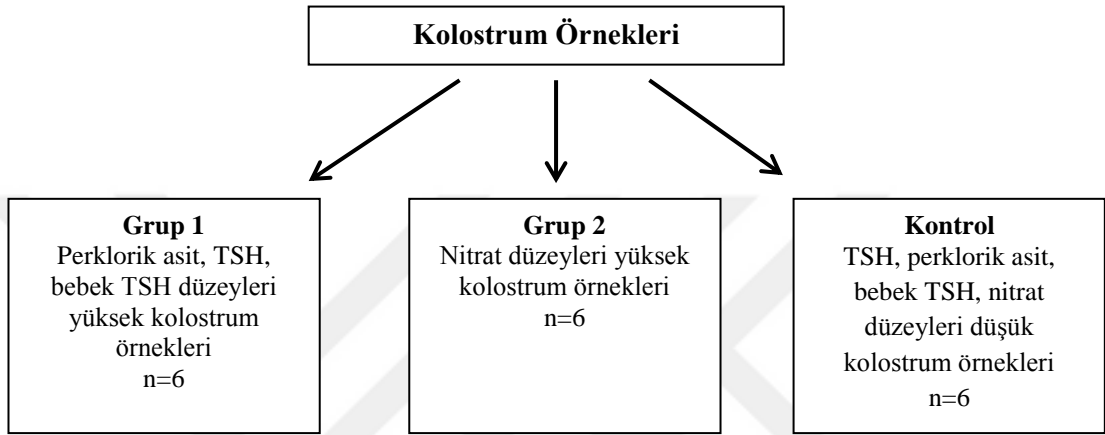 Kolostrum Örnekleri
Grup 1
Perklorik asit, TSH,
bebek TSH düzeyleri
yüksek kolostrum
örnekleri
n=6
Grup 2
Nitrat düzeyleri yüksek
kolostrum örnekleri
n=6
Kontrol
TSH, perklorik asit,
bebek TSH, nitrat
düzeyleri düşük
kolostrum örnekleri
n=6